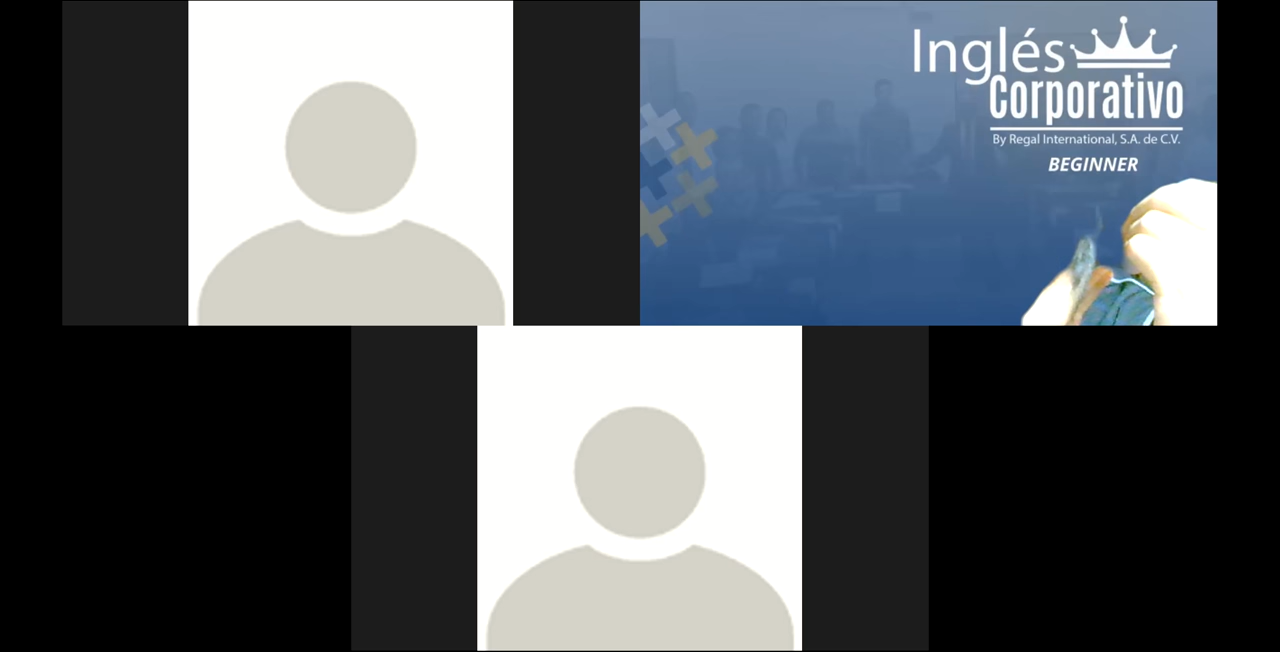 Inglés
Corporativo
By Regal International, S.A. de C.V.
BEGINNER